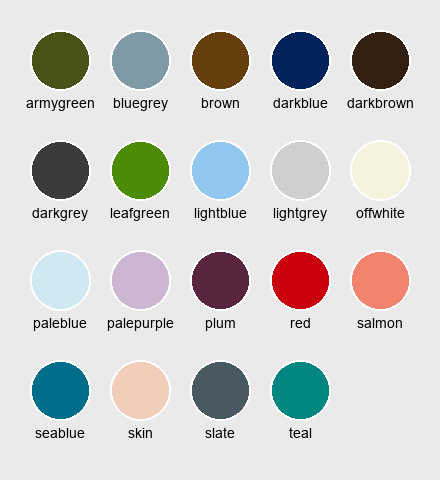 armygreen bluegrey brown darkblue darkbrown
darkgrey leafgreen lightblue lightgrey offwhite
paleblue palepurple plum red salmon
seablue skin slate teal